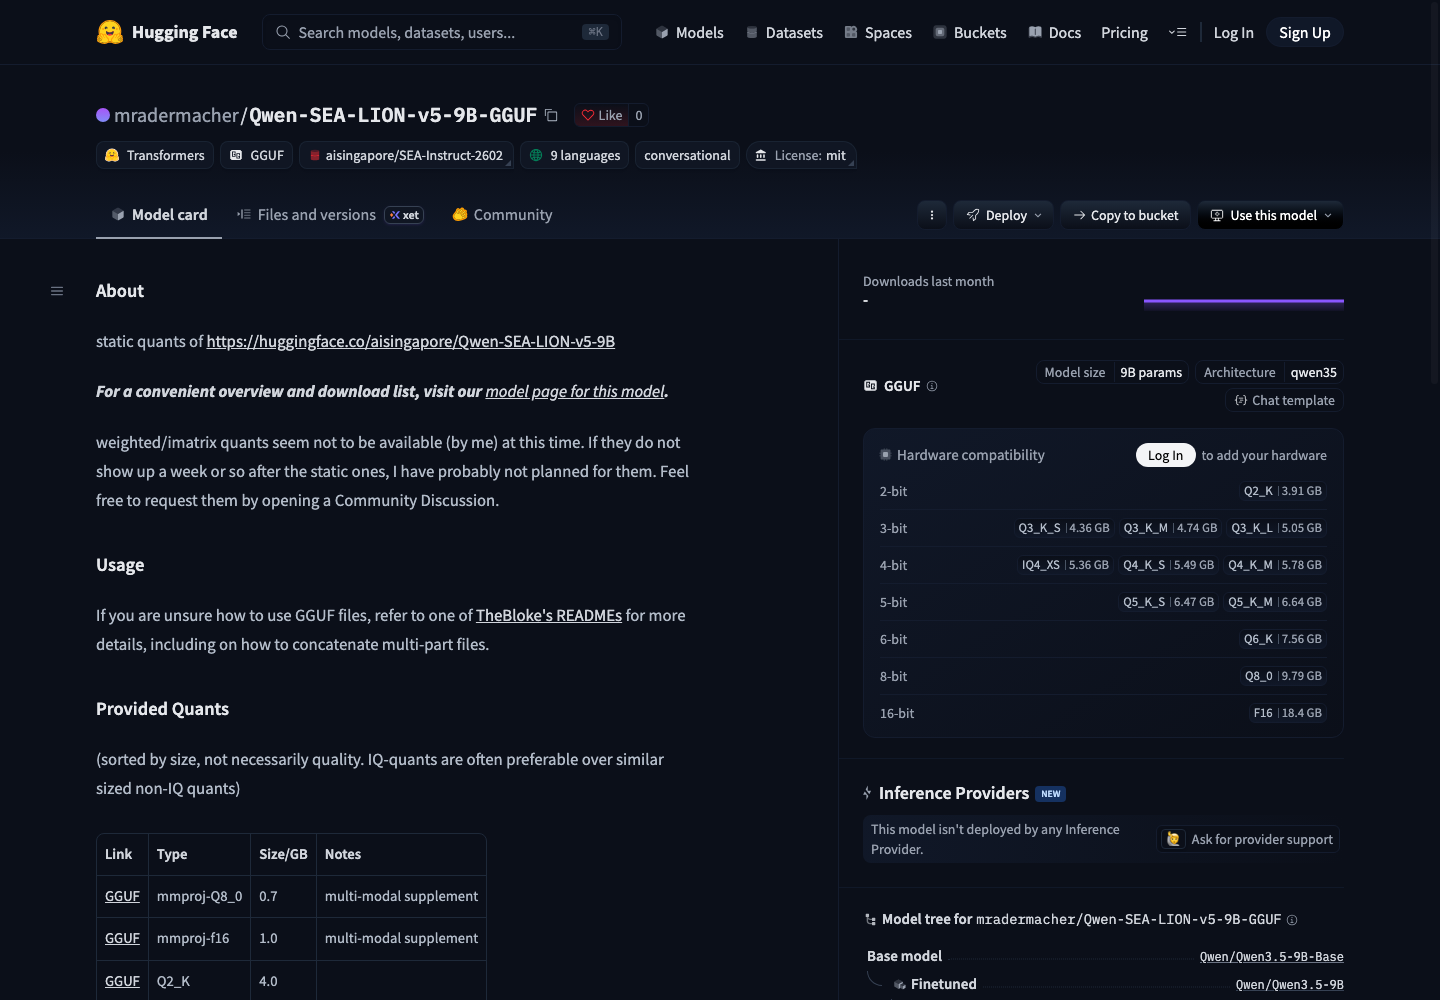 Hugging Face
Search models, datasets, users...
⌘K
Models
Datasets
Spaces
Buckets
Docs
Pricing
Log In
Sign Up
mradermacher/Qwen-SEA-LION-v5-9B-GGUF
Like 0
Transformers
GGUF
aisingapore/SEA-Instruct-2602
9 languages
conversational
License: mit
Model card
Files and versions
xet
Community
Deploy
Copy to bucket
Use this model
About
static quants of https://huggingface.co/aisingapore/Qwen-SEA-LION-v5-9B
For a convenient overview and download list, visit our model page for this model.
weighted/imatrix quants seem not to be available (by me) at this time. If they do not
show up a week or so after the static ones, I have probably not planned for them. Feel
free to request them by opening a Community Discussion.
Usage
If you are unsure how to use GGUF files, refer to one of TheBloke's READMEs for more
details, including on how to concatenate multi-part files.
Provided Quants
(sorted by size, not necessarily quality. IQ-quants are often preferable over similar
sized non-IQ quants)
Link Type Size/GB Notes
GGUF mmproj-Q8_0 0.7 multi-modal supplement
GGUF mmproj-f16 1.0 multi-modal supplement
GGUF Q2_K 4.0
Downloads last month
-
GGUF
Model size 9B params
Architecture qwen35
Chat template
Hardware compatibility
Log In to add your hardware
2-bit Q2_K 3.91 GB
3-bit Q3_K_S 4.36 GB Q3_K_M 4.74 GB Q3_K_L 5.05 GB
4-bit IQ4_XS 5.36 GB Q4_K_S 5.49 GB Q4_K_M 5.78 GB
5-bit Q5_K_S 6.47 GB Q5_K_M 6.64 GB
6-bit Q6_K 7.56 GB
8-bit Q8_0 9.79 GB
16-bit F16 18.4 GB
Inference Providers NEW
This model isn't deployed by any Inference
Provider.
Ask for provider support
Model tree for mradermacher/Qwen-SEA-LION-v5-9B-GGUF
Base model Qwen/Qwen3.5-9B-Base
Finetuned Qwen/Qwen3.5-9B